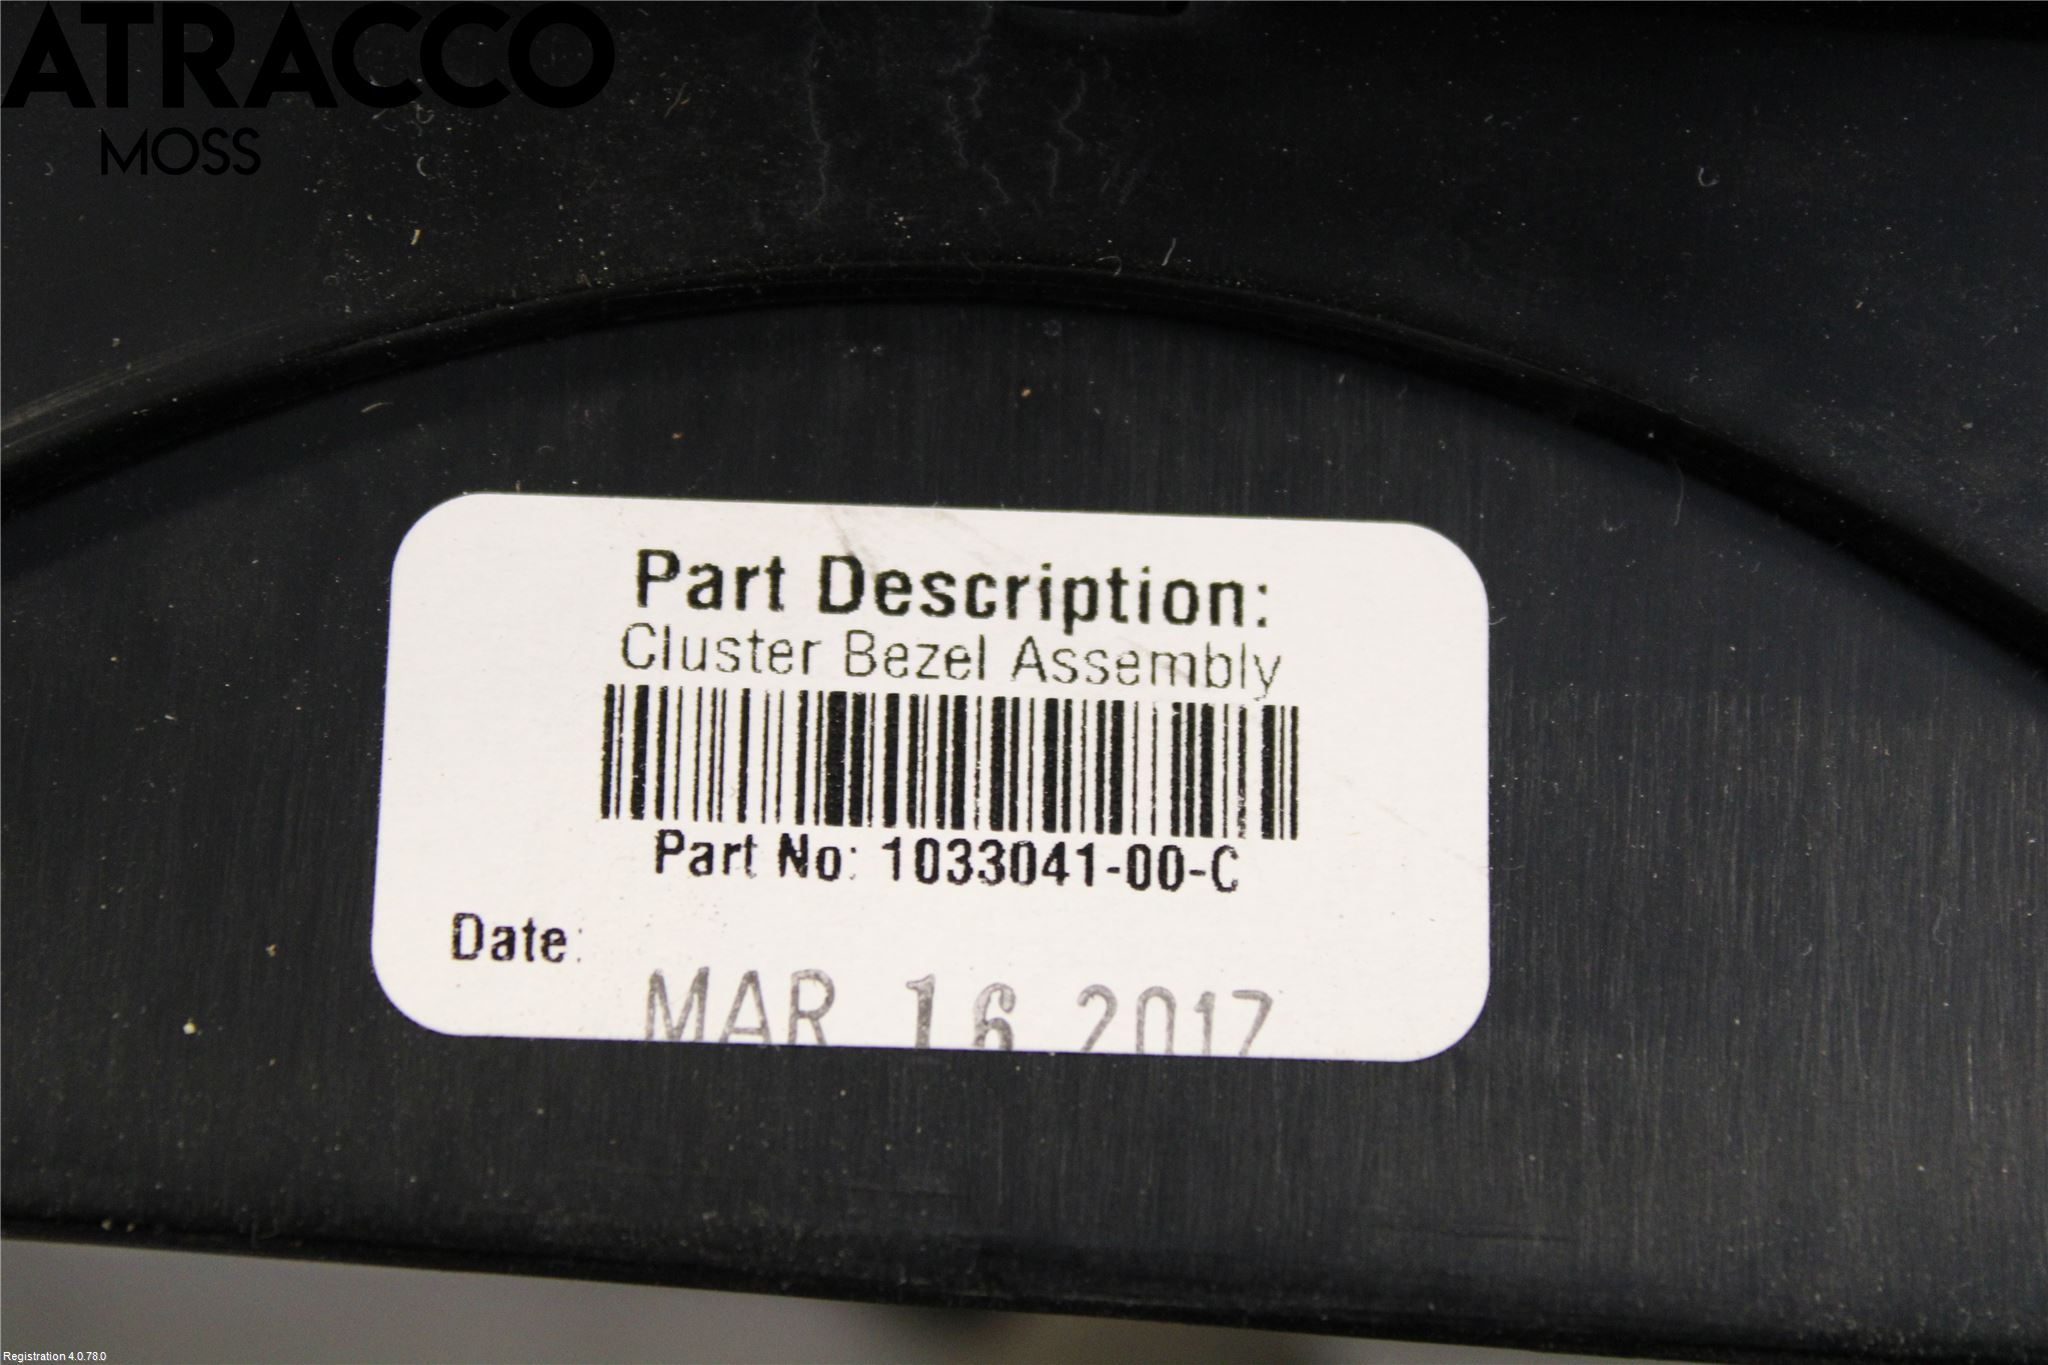 ATRACCO
MOSS
Part Description:
Cluster Bezel Assembly
Part No: 1033041-00-C
Date:
MAR 16 2017
Registration 4.0.78.0